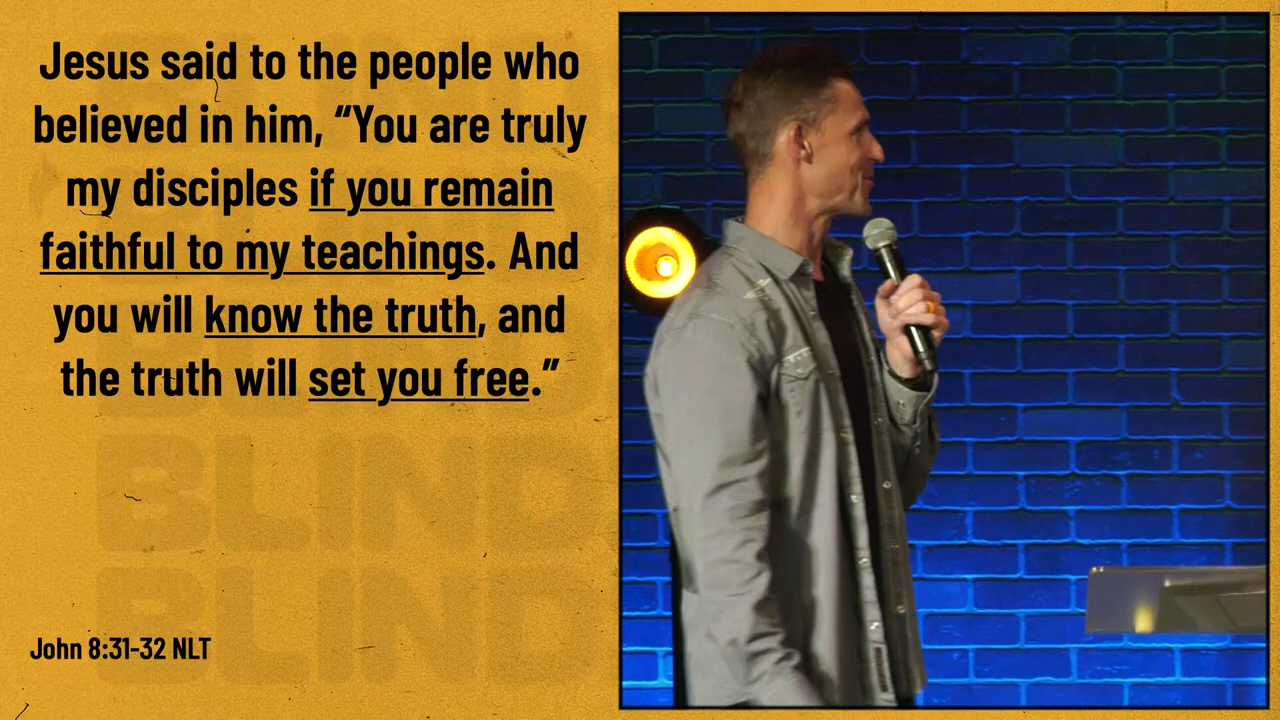 Jesus said to the people who
believed in him, “You are truly
my disciples if you remain
faithful to my teachings. And
you will know the truth, and
the truth will set you free.”
BLIND
BLIND
John 8:31-32 NLT